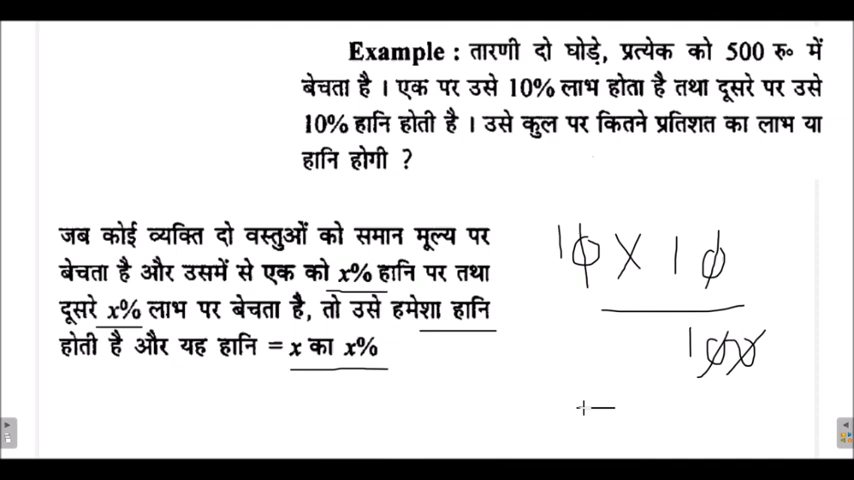 Example : तारणी दो घोड़े, प्रत्येक को 500 रु० में
बेचता है । एक पर उसे 10% लाभ होता है तथा दूसरे पर उसे
10% हानि होती है । उसे कुल पर कितने प्रतिशत का लाभ या
हानि होगी ?
जब कोई व्यक्ति दो वस्तुओं को समान मूल्य पर
बेचता है और उसमें से एक को x% हानि पर तथा
दूसरे x% लाभ पर बेचता है, तो उसे हमेशा हानि
होती है और यह हानि = x का x%
10 X 10
100